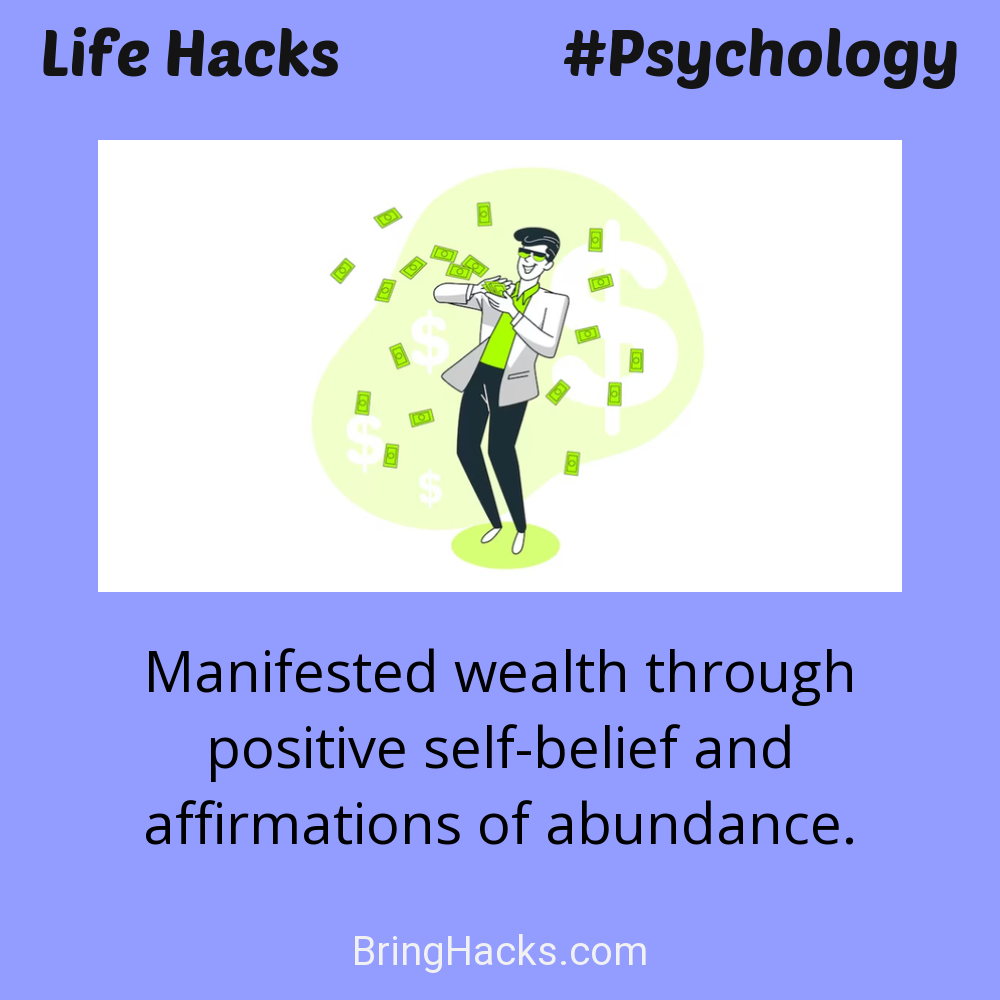 Life Hacks
#Psychology
Manifested wealth through
positive self-belief and
affirmations of abundance.
BringHacks.com